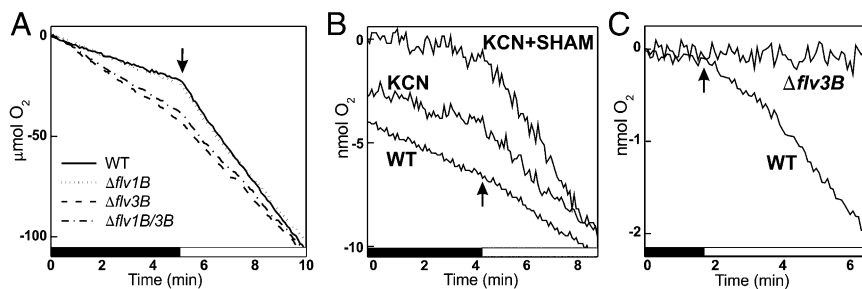 A
μmol O2
0
-50
-100
WT
Δflv1B
Δflv3B
Δflv1B/3B
0 2 4 6 8 10
Time (min)
B
nmol O2
0
-5
-10
KCN+SHAM
KCN
WT
0 2 4 6 8
Time (min)
C
nmol O2
0
-1
-2
Δflv3B
WT
0 2 4 6
Time (min)